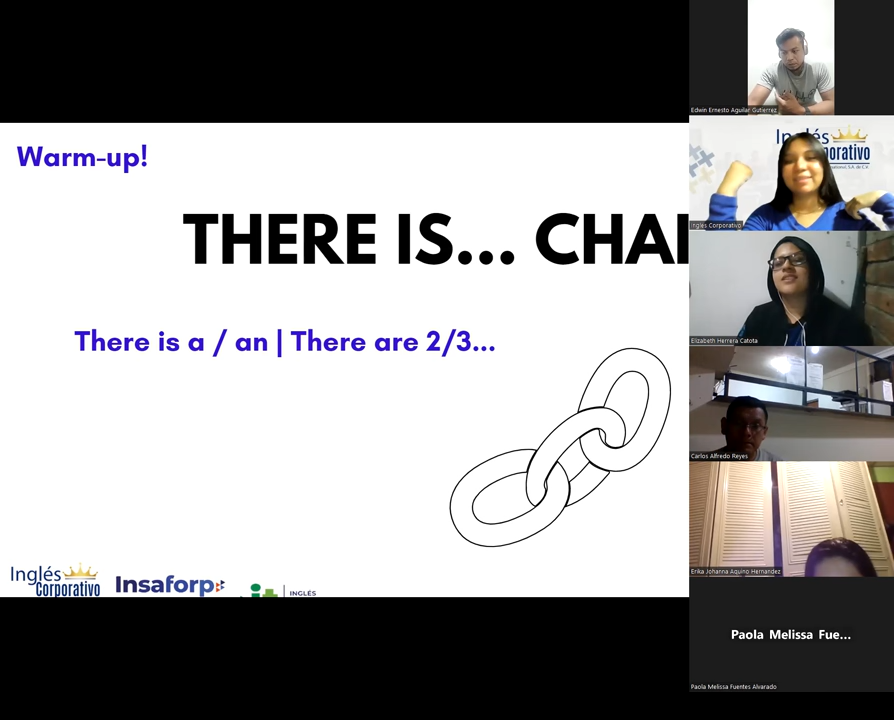 Warm-up!
THERE IS... CHAI
There is a / an | There are 2/3...
Inglés
Corporativo
Insaforp
INGLÉS
Edwin Ernesto Aguilar Gutierrez
Inglés
porativo
Inglés Corporativo
Elizabeth Herrera Catota
Carlos Alfredo Reyes
Erika Johanna Aquino Hernandez
Paola Melissa Fue...
Paola Melissa Fuentes Alvarado